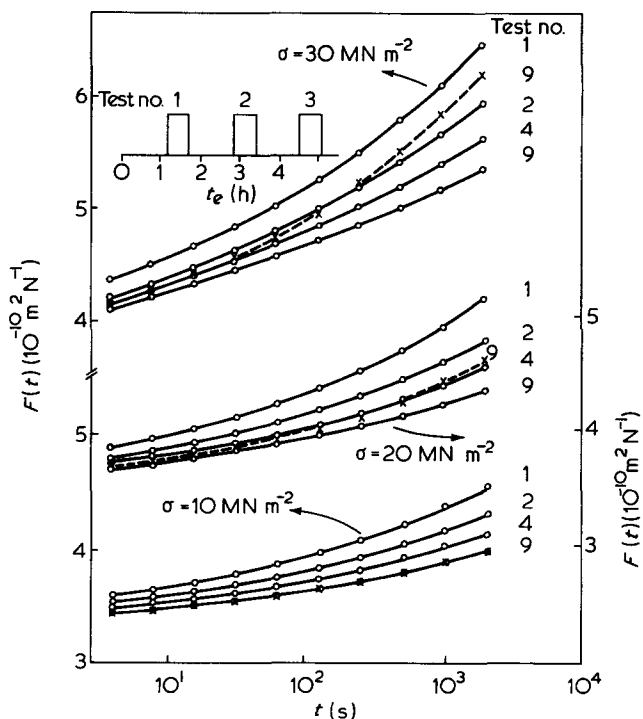 Test no.
σ = 30 MN m⁻²
1
9
2
4
9
Test no. 1 2 3
0 1 2 3 4
tₑ (h)
6
5
4
5
4
3
F(t) (10⁻¹⁰ m² N⁻¹)
1
2
4
9
9
σ = 20 MN m⁻²
5
4
3
F(t) (10⁻¹⁰ m² N⁻¹)
σ = 10 MN m⁻²
1
2
4
9
10¹ 10² 10³ 10⁴
t (s)